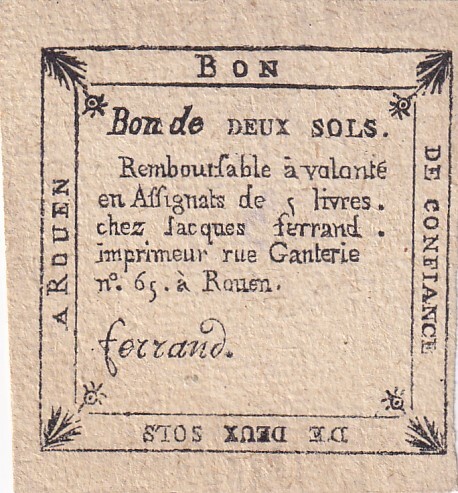 BON
DE CONFIANCE
DE DEUX SOLS
A ROUEN
Bon de DEUX SOLS.
Rembourſable à volonté
en Aſſignats de 5 livres.
chez Jacques ferrand.
imprimeur rue Ganterie
n°. 65. à Rouen.
ferrand.